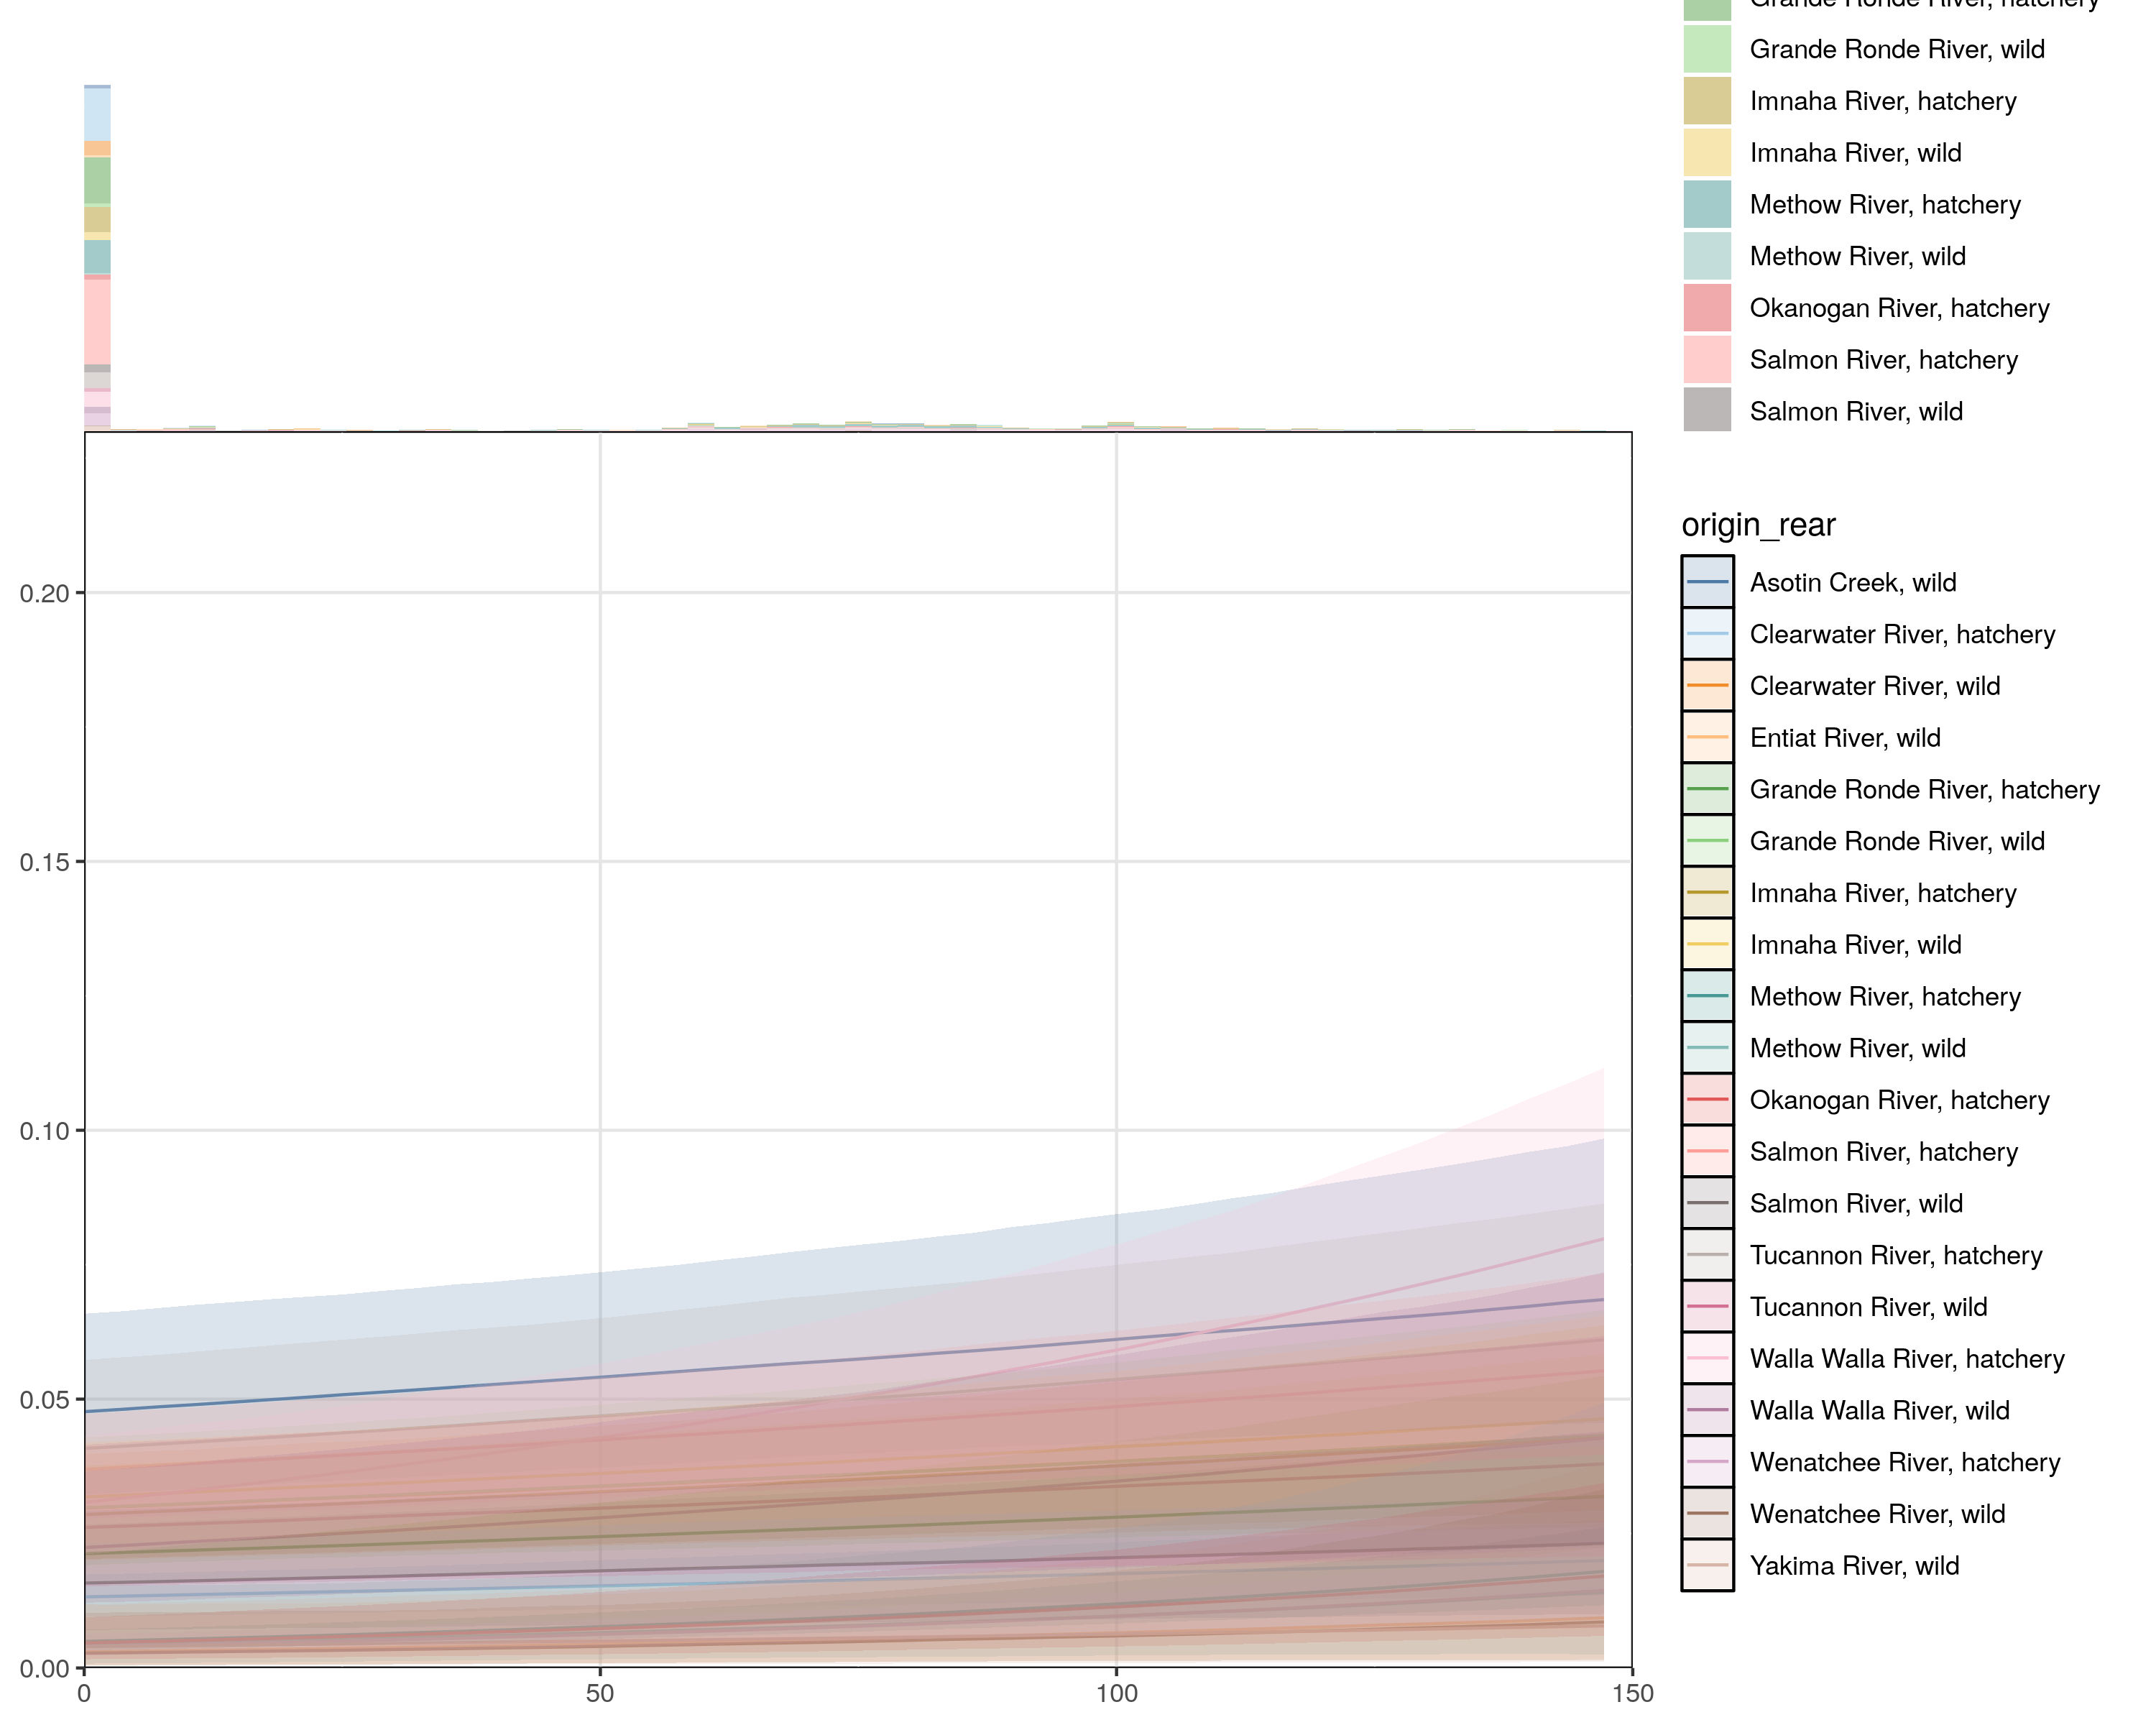 Grande Ronde River, hatchery
Grande Ronde River, wild
Imnaha River, hatchery
Imnaha River, wild
Methow River, hatchery
Methow River, wild
Okanogan River, hatchery
Salmon River, hatchery
Salmon River, wild
origin_rear
Asotin Creek, wild
Clearwater River, hatchery
Clearwater River, wild
Entiat River, wild
Grande Ronde River, hatchery
Grande Ronde River, wild
Imnaha River, hatchery
Imnaha River, wild
Methow River, hatchery
Methow River, wild
Okanogan River, hatchery
Salmon River, hatchery
Salmon River, wild
Tucannon River, hatchery
Tucannon River, wild
Walla Walla River, hatchery
Walla Walla River, wild
Wenatchee River, hatchery
Wenatchee River, wild
Yakima River, wild
0.20
0.15
0.10
0.05
0.00
0 50 100 150